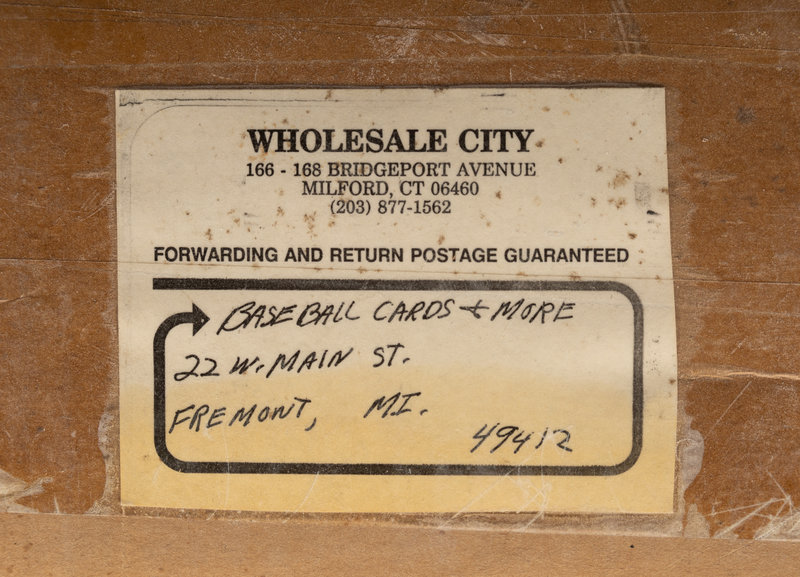 WHOLESALE CITY
166 - 168 BRIDGEPORT AVENUE
MILFORD, CT 06460
(203) 877-1562
FORWARDING AND RETURN POSTAGE GUARANTEED
BASEBALL CARDS + MORE
22 W. MAIN ST.
FREMONT, MI.
49412